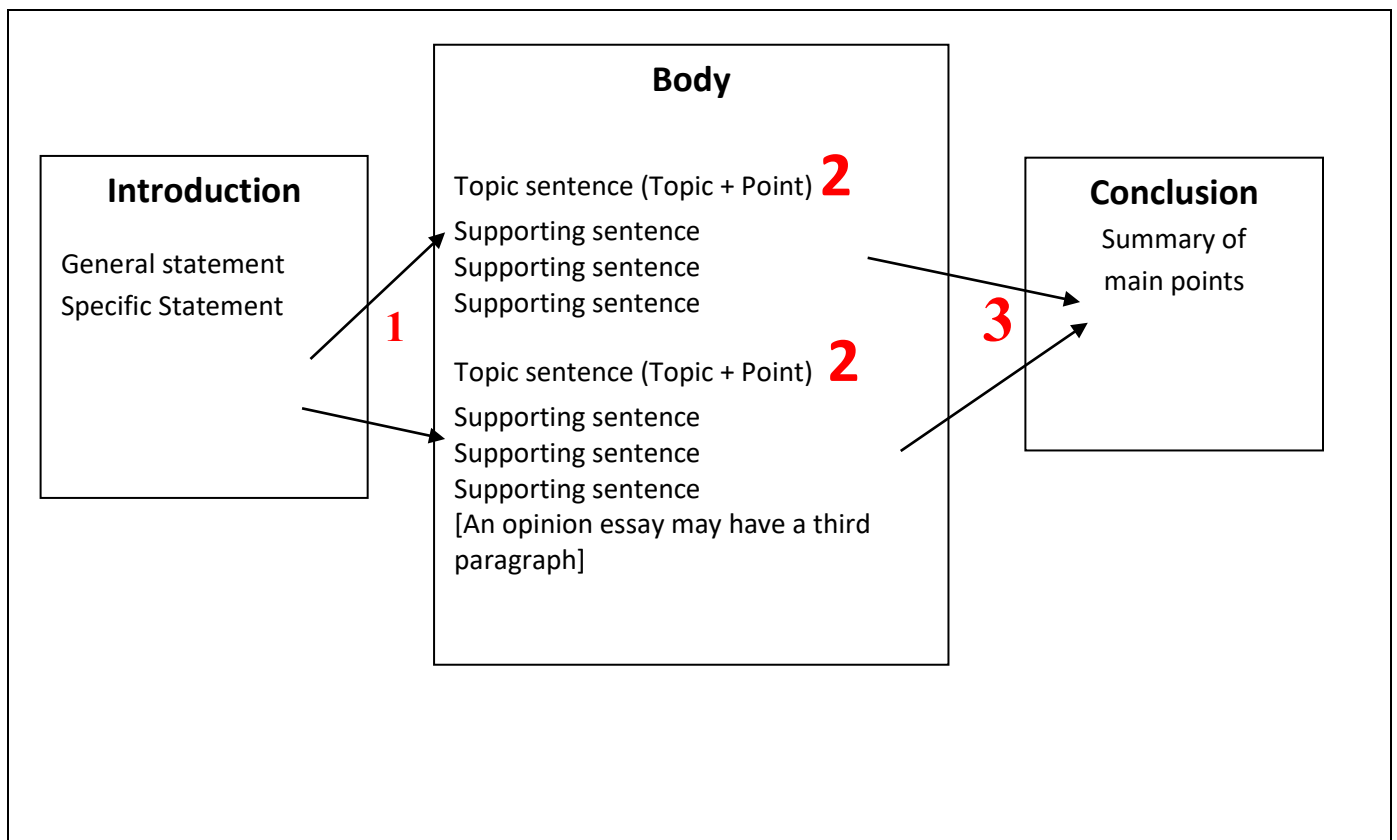 Introduction
General statement
Specific Statement
1
Body
Topic sentence (Topic + Point) 2
Supporting sentence
Supporting sentence
Supporting sentence
Topic sentence (Topic + Point) 2
Supporting sentence
Supporting sentence
Supporting sentence
[An opinion essay may have a third
paragraph]
3
Conclusion
Summary of
main points